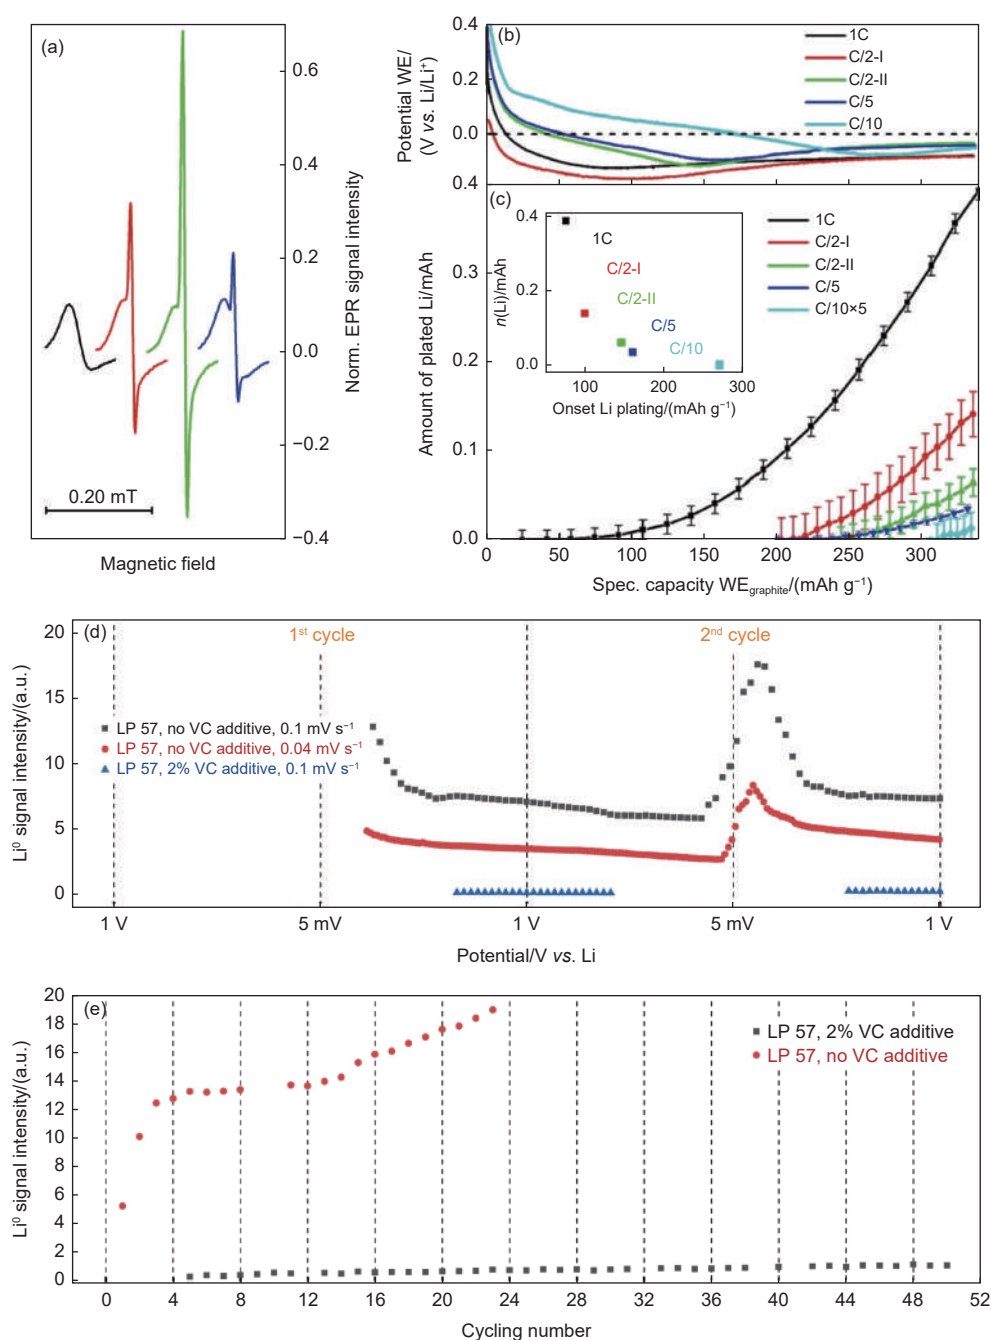 (a)
0.6
0.4
0.2
0.0
−0.2
−0.4
Norm. EPR signal intensity
0.20 mT
Magnetic field
(b)
0.4
0.2
0.0
0.4
Potential WE/
(V vs. Li/Li⁺)
1C
C/2-I
C/2-II
C/5
C/10
(c)
0.3
0.2
0.1
0.0
Amount of plated Li/mAh
0.4
0.2
0.0
n(Li)/mAh
1C
C/2-I
C/2-II
C/5
C/10
100 200 300
Onset Li plating/(mAh g⁻¹)
1C
C/2-I
C/2-II
C/5
C/10×5
0 50 100 150 200 250 300
Spec. capacity WEgraphite/(mAh g⁻¹)
(d)
1st cycle
2nd cycle
20
15
10
5
0
Li⁰ signal intensity/(a.u.)
LP 57, no VC additive, 0.1 mV s⁻¹
LP 57, no VC additive, 0.04 mV s⁻¹
LP 57, 2% VC additive, 0.1 mV s⁻¹
1 V 5 mV 1 V 5 mV 1 V
Potential/V vs. Li
(e)
20
18
16
14
12
10
8
6
4
2
0
Li⁰ signal intensity/(a.u.)
LP 57, 2% VC additive
LP 57, no VC additive
0 4 8 12 16 20 24 28 32 36 40 44 48 52
Cycling number